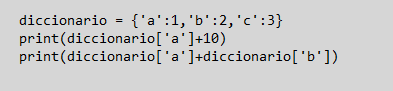 diccionario = {'a':1,'b':2,'c':3}
print(diccionario['a']+10)
print(diccionario['a']+diccionario['b'])